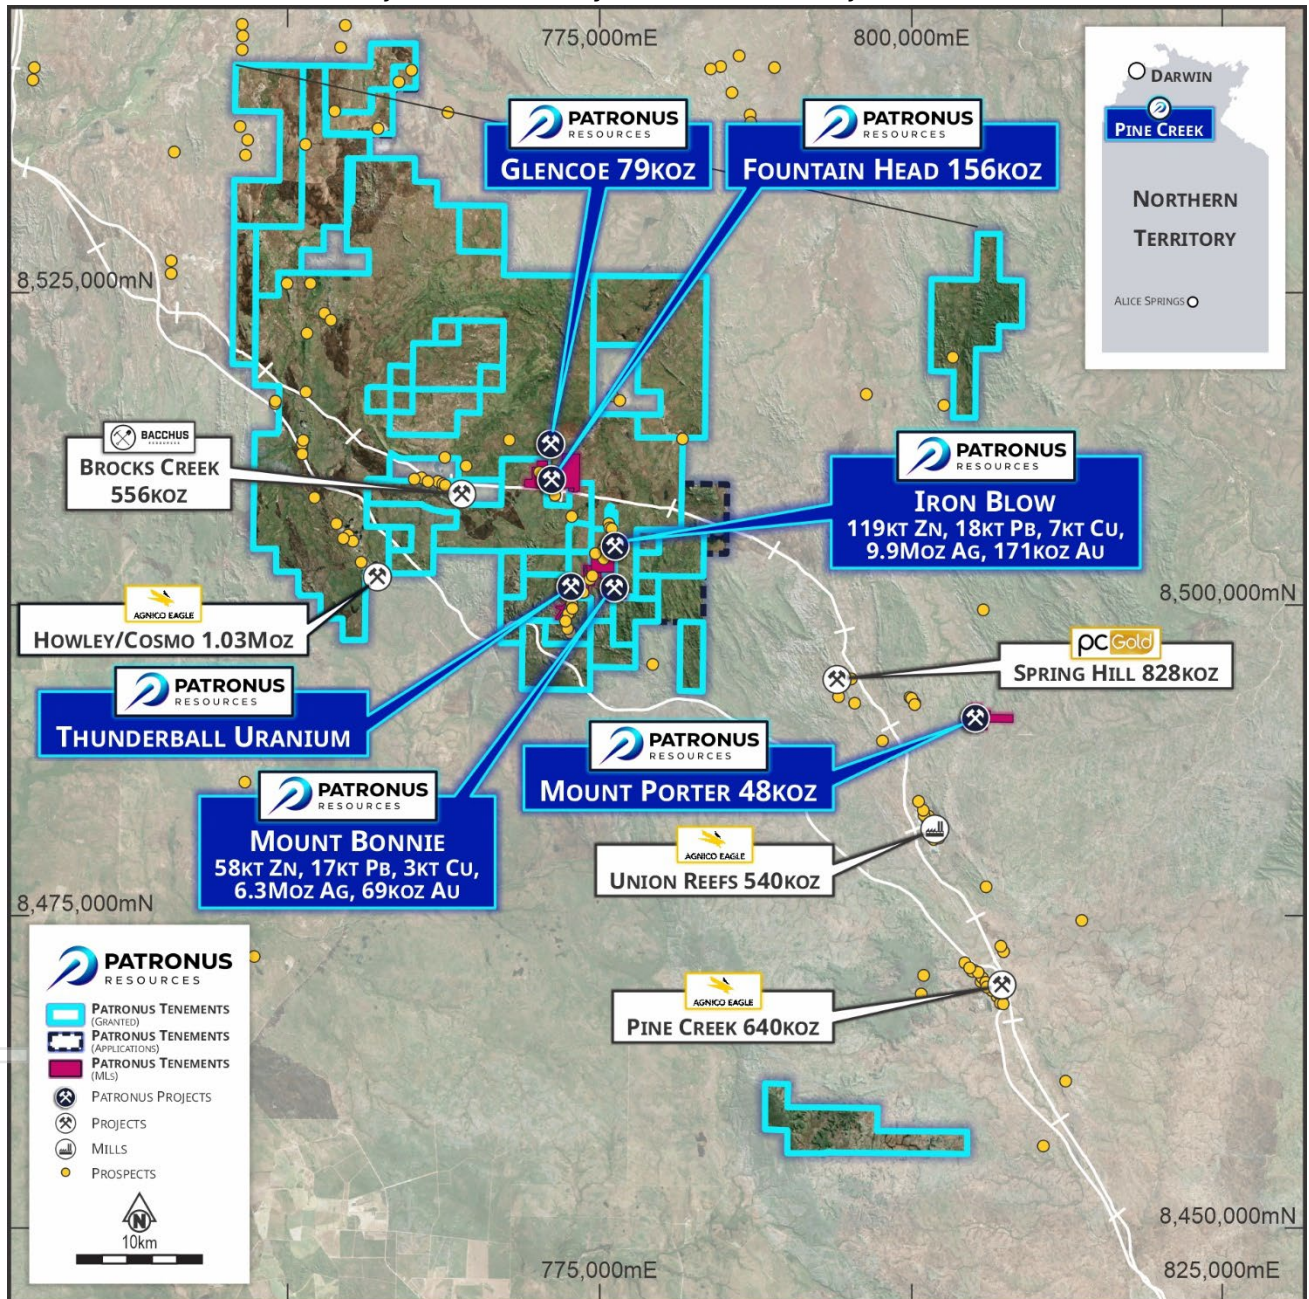 775,000mE
800,000mE
DARWIN
PINE CREEK
NORTHERN
TERRITORY
ALICE SPRINGS
PATRONUS
RESOURCES
GLENCOE 79KOZ
PATRONUS
RESOURCES
FOUNTAIN HEAD 156KOZ
8,525,000mN
BACCHUS
RESOURCES
BROCKS CREEK
556KOZ
PATRONUS
RESOURCES
IRON BLOW
119KT ZN, 18KT PB, 7KT CU,
9.9MOZ AG, 171KOZ AU
8,500,000mN
AGNICO EAGLE
HOWLEY/COSMO 1.03MOZ
pc Gold
SPRING HILL 828KOZ
PATRONUS
RESOURCES
THUNDERBALL URANIUM
PATRONUS
RESOURCES
MOUNT PORTER 48KOZ
PATRONUS
RESOURCES
MOUNT BONNIE
58KT ZN, 17KT PB, 3KT CU,
6.3MOZ AG, 69KOZ AU
AGNICO EAGLE
UNION REEFS 540KOZ
8,475,000mN
AGNICO EAGLE
PINE CREEK 640KOZ
PATRONUS
RESOURCES
PATRONUS TENEMENTS
(GRANTED)
PATRONUS TENEMENTS
(APPLICATIONS)
PATRONUS TENEMENTS
(MLS)
PATRONUS PROJECTS
PROJECTS
MILLS
PROSPECTS
N
10km
8,450,000mN
775,000mE
825,000mE